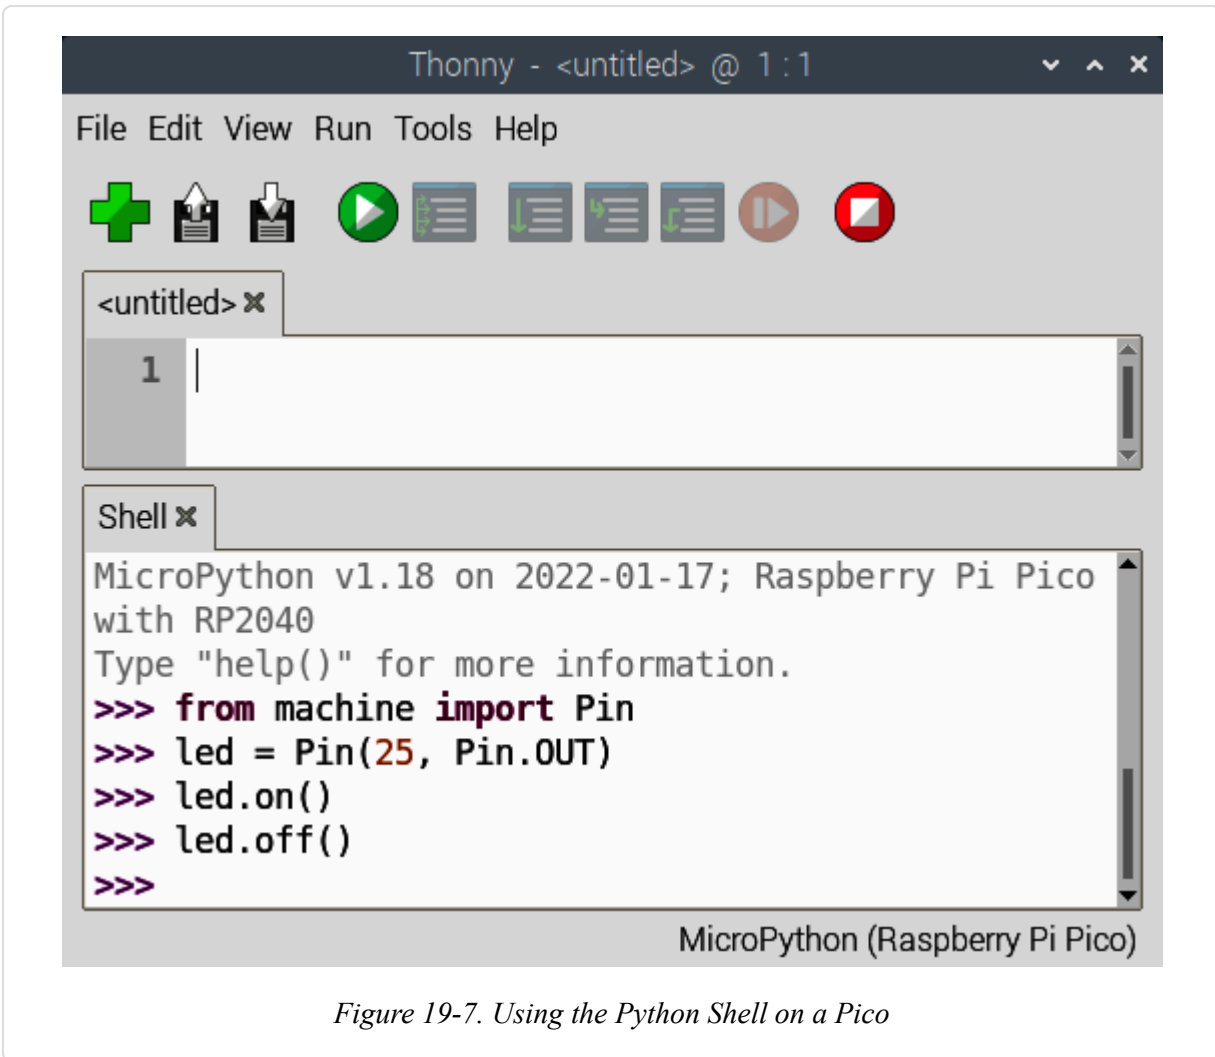 Thonny - <untitled> @ 1 : 1
File Edit View Run Tools Help
<untitled>
1
Shell
MicroPython v1.18 on 2022-01-17; Raspberry Pi Pico
with RP2040
Type "help()" for more information.
>>> from machine import Pin
>>> led = Pin(25, Pin.OUT)
>>> led.on()
>>> led.off()
>>>
MicroPython (Raspberry Pi Pico)
Figure 19-7. Using the Python Shell on a Pico